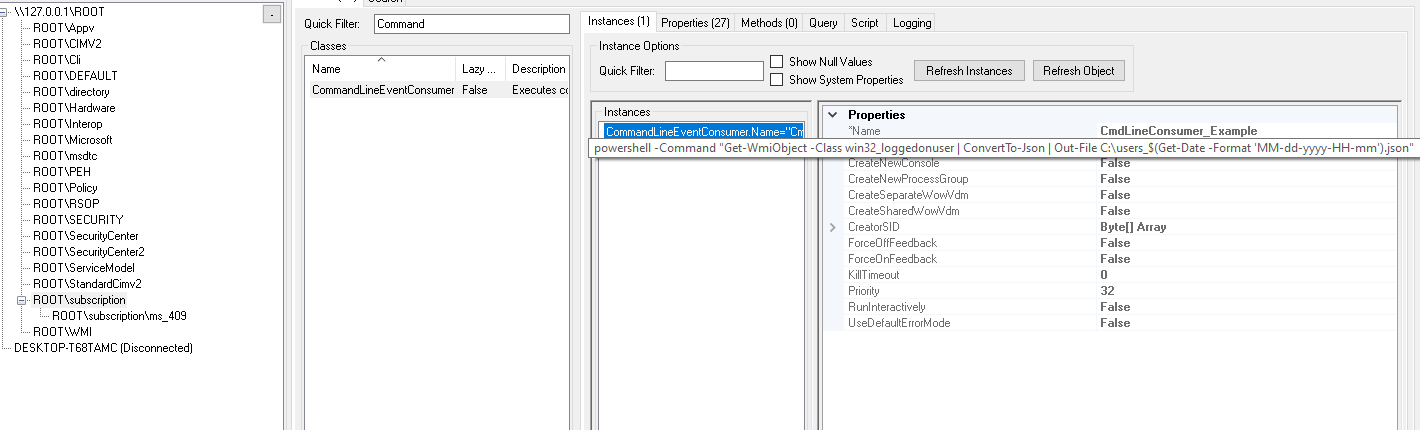 Search
\\127.0.0.1\ROOT
-
ROOT\Appv
ROOT\CIMV2
ROOT\Cli
ROOT\DEFAULT
ROOT\directory
ROOT\Hardware
ROOT\Interop
ROOT\Microsoft
ROOT\msdtc
ROOT\PEH
ROOT\Policy
ROOT\RSOP
ROOT\SECURITY
ROOT\SecurityCenter
ROOT\SecurityCenter2
ROOT\ServiceModel
ROOT\StandardCimv2
ROOT\subscription
ROOT\subscription\ms_409
ROOT\WMI
DESKTOP-T68TAMC (Disconnected)
Quick Filter: Command
Classes
Name Lazy ... Description
CommandLineEventConsumer False Executes co
Instances (1) Properties (27) Methods (0) Query Script Logging
Instance Options
Quick Filter:
Show Null Values
Show System Properties
Refresh Instances Refresh Object
Instances
CommandLineEventConsumer.Name="Cm
Properties
*Name CmdLineConsumer_Example
powershell -Command "Get-WmiObject -Class win32_loggedonuser | ConvertTo-Json | Out-File C:\users_$(Get-Date -Format 'MM-dd-yyyy-HH-mm').json"
CreateNewConsole False
CreateNewProcessGroup False
CreateSeparateWowVdm False
CreateSharedWowVdm False
CreatorSID Byte[] Array
ForceOffFeedback False
ForceOnFeedback False
KillTimeout 0
Priority 32
RunInteractively False
UseDefaultErrorMode False